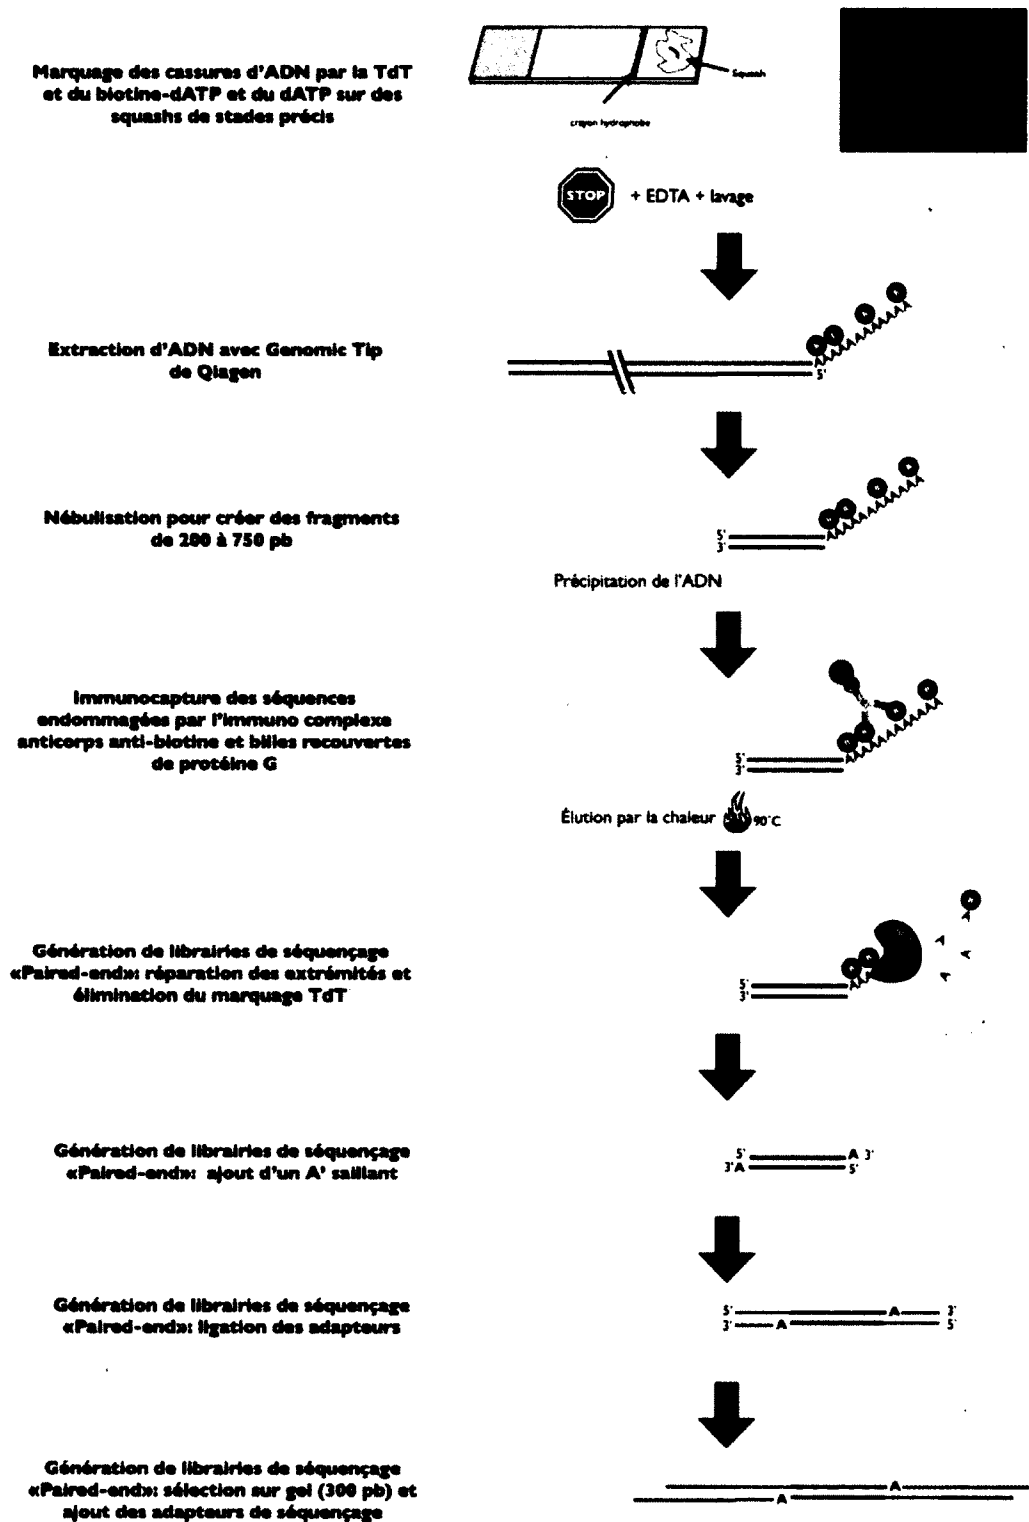 Marquage des cassures d'ADN par la TdT
et du biotine-dATP et du dATP sur des
squashs de stades précis
Squash
crayon hydrophobe
STOP + EDTA + lavage
Extraction d'ADN avec Genomic Tip
de Qiagen
AAAAAAAAAA
5'
Nébulisation pour créer des fragments
de 200 à 750 pb
AAAAAAAAAA
5'
3'
Précipitation de l'ADN
Immunocapture des séquences
endommagées par l'immuno complexe
anticorps anti-biotine et billes recouvertes
de protéine G
AAAAAAAAAA
5'
3'
Élution par la chaleur 90°C
Génération de librairies de séquençage
«Paired-end»: réparation des extrémités et
élimination du marquage TdT
A
A
A
A
AAA
5'
3'
Génération de librairies de séquençage
«Paired-end»: ajout d'un A' saillant
5' A 3'
3'A 5'
Génération de librairies de séquençage
«Paired-end»: ligation des adapteurs
5' A 3'
3' A 5'
Génération de librairies de séquençage
«Paired-end»: sélection sur gel (300 pb) et
ajout des adapteurs de séquençage
A
A